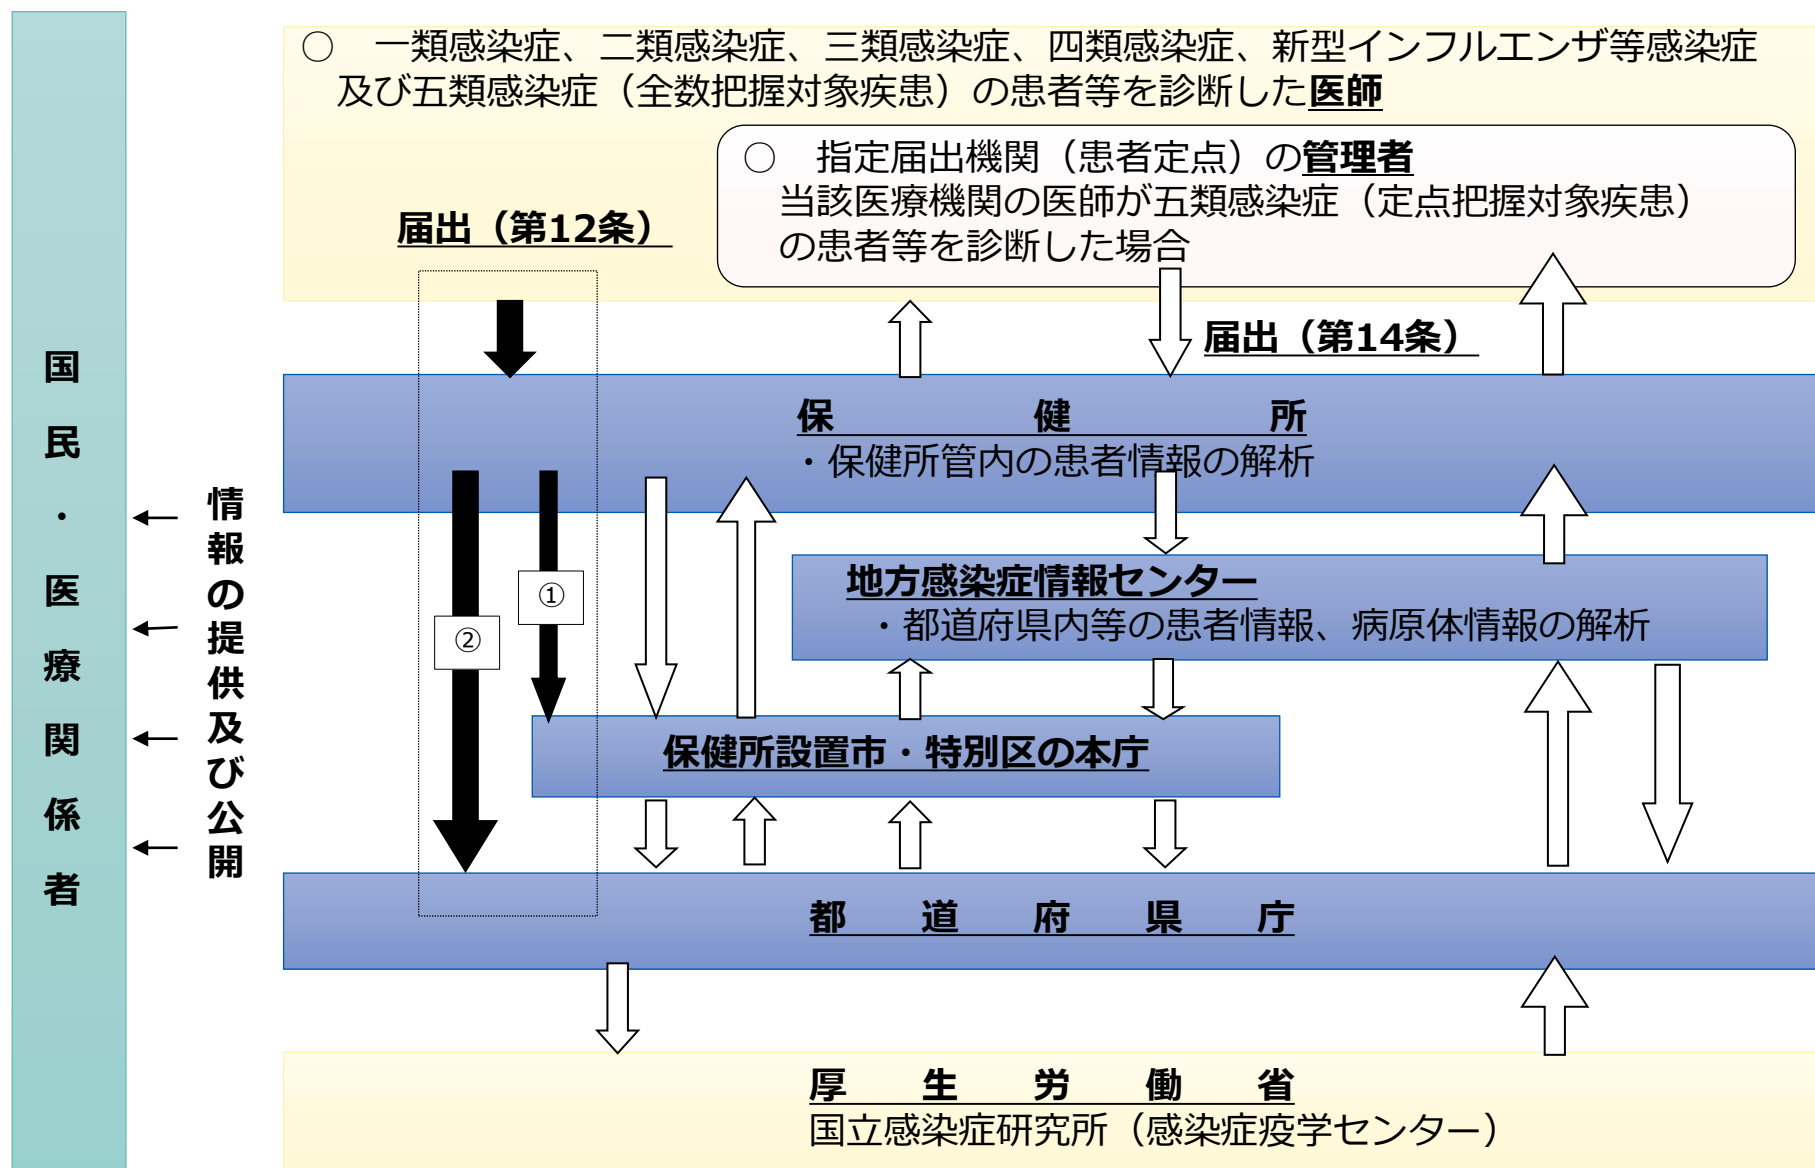 ○　一類感染症、二類感染症、三類感染症、四類感染症、新型インフルエンザ等感染症
及び五類感染症（全数把握対象疾患）の患者等を診断した医師
○　指定届出機関（患者定点）の管理者
当該医療機関の医師が五類感染症（定点把握対象疾患）
の患者等を診断した場合
届出（第12条）
届出（第14条）
保　健　所
・保健所管内の患者情報の解析
①
②
地方感染症情報センター
・都道府県内等の患者情報、病原体情報の解析
保健所設置市・特別区の本庁
都　道　府　県　庁
厚　生　労　働　省
国立感染症研究所（感染症疫学センター）
情報の提供及び公開
国民・医療関係者